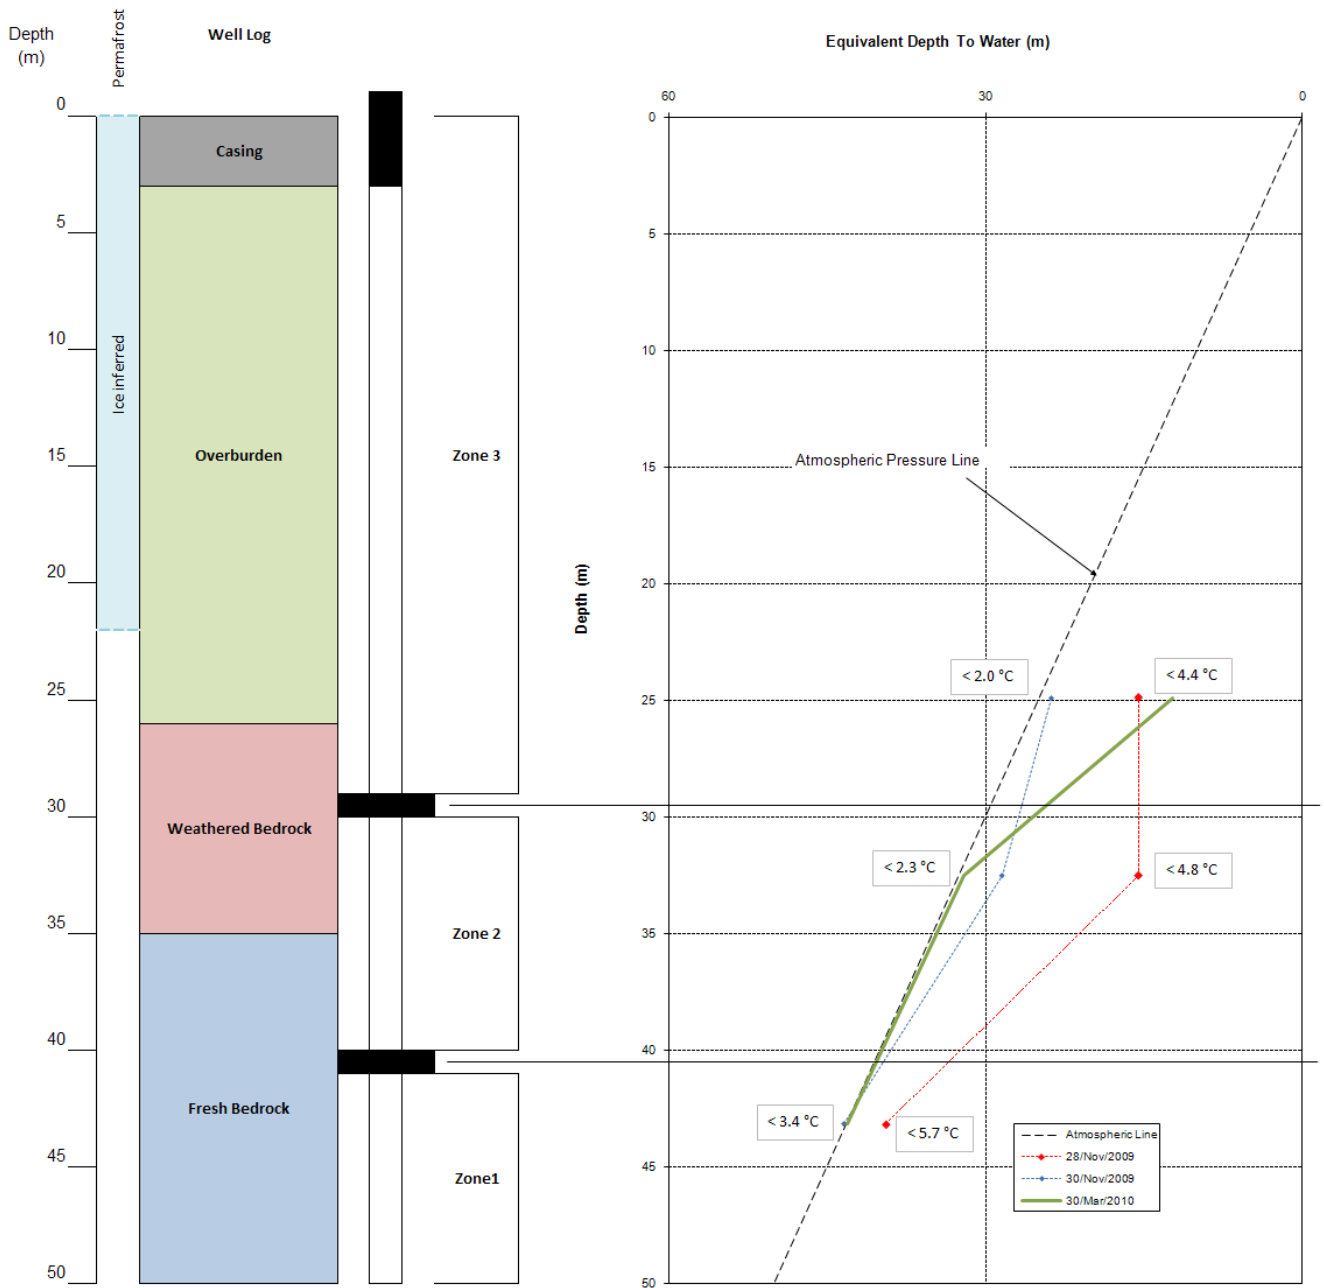 Depth
(m)
Permafrost
Well Log
0
5
10
15
20
25
30
35
40
45
50
Ice inferred
Casing
Overburden
Weathered Bedrock
Fresh Bedrock
Zone 3
Zone 2
Zone1
Equivalent Depth To Water (m)
60
30
0
Depth (m)
0
5
10
15
20
25
30
35
40
45
50
Atmospheric Pressure Line
< 2.0 °C
< 4.4 °C
< 2.3 °C
< 4.8 °C
< 3.4 °C
< 5.7 °C
Atmospheric Line
28/Nov/2009
30/Nov/2009
30/Mar/2010